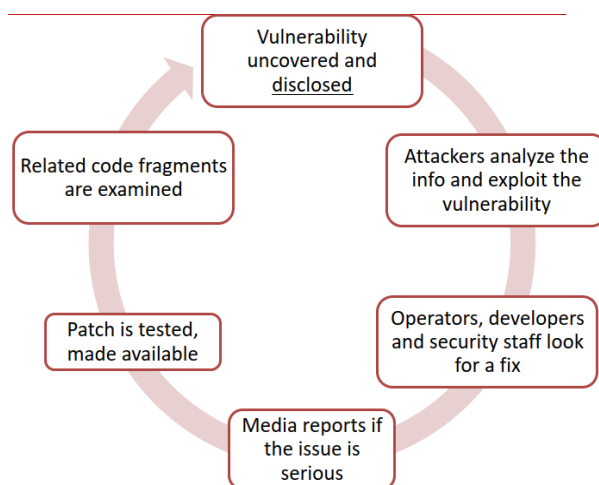 Vulnerability
uncovered and
disclosed
Attackers analyze the
info and exploit the
vulnerability
Operators, developers
and security staff look
for a fix
Media reports if
the issue is
serious
Patch is tested,
made available
Related code fragments
are examined